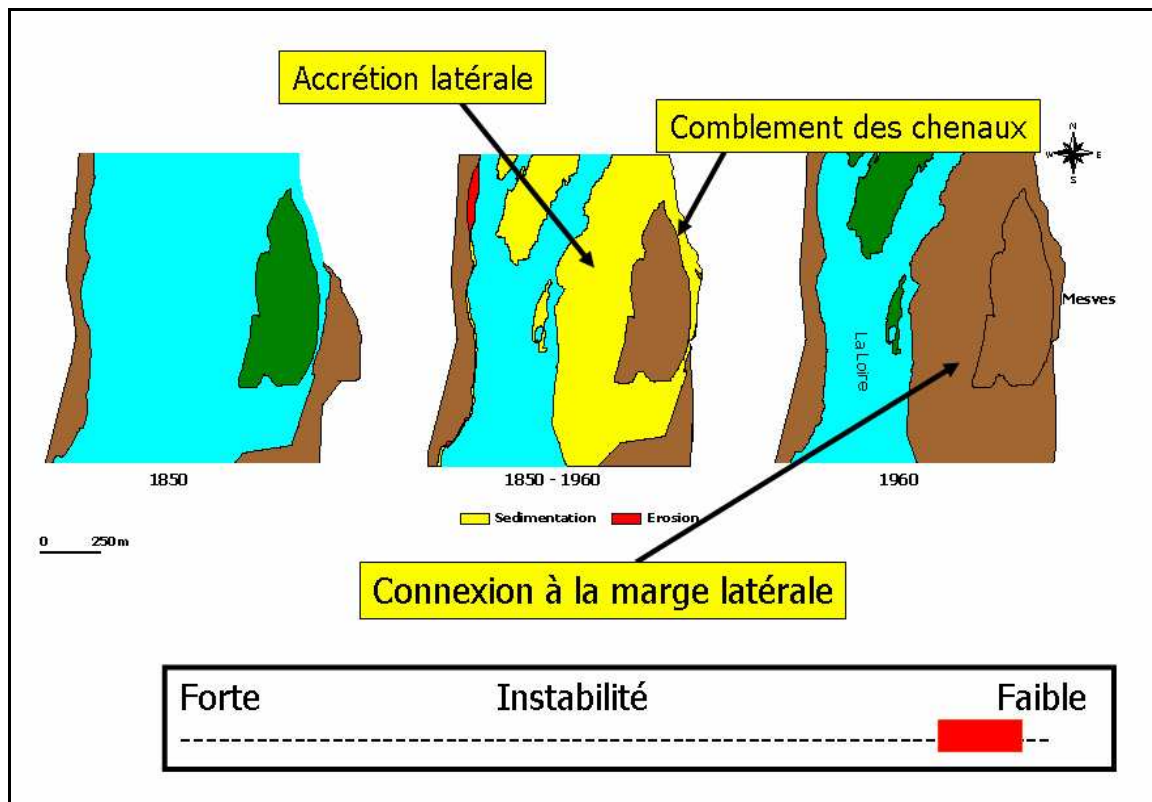 Accrétion latérale
Comblement des chenaux
N
W E
S
Mesves
La Loire
1850
1850 - 1960
1960
Sedimentation Erosion
0 250 m
Connexion à la marge latérale
Forte Instabilité Faible